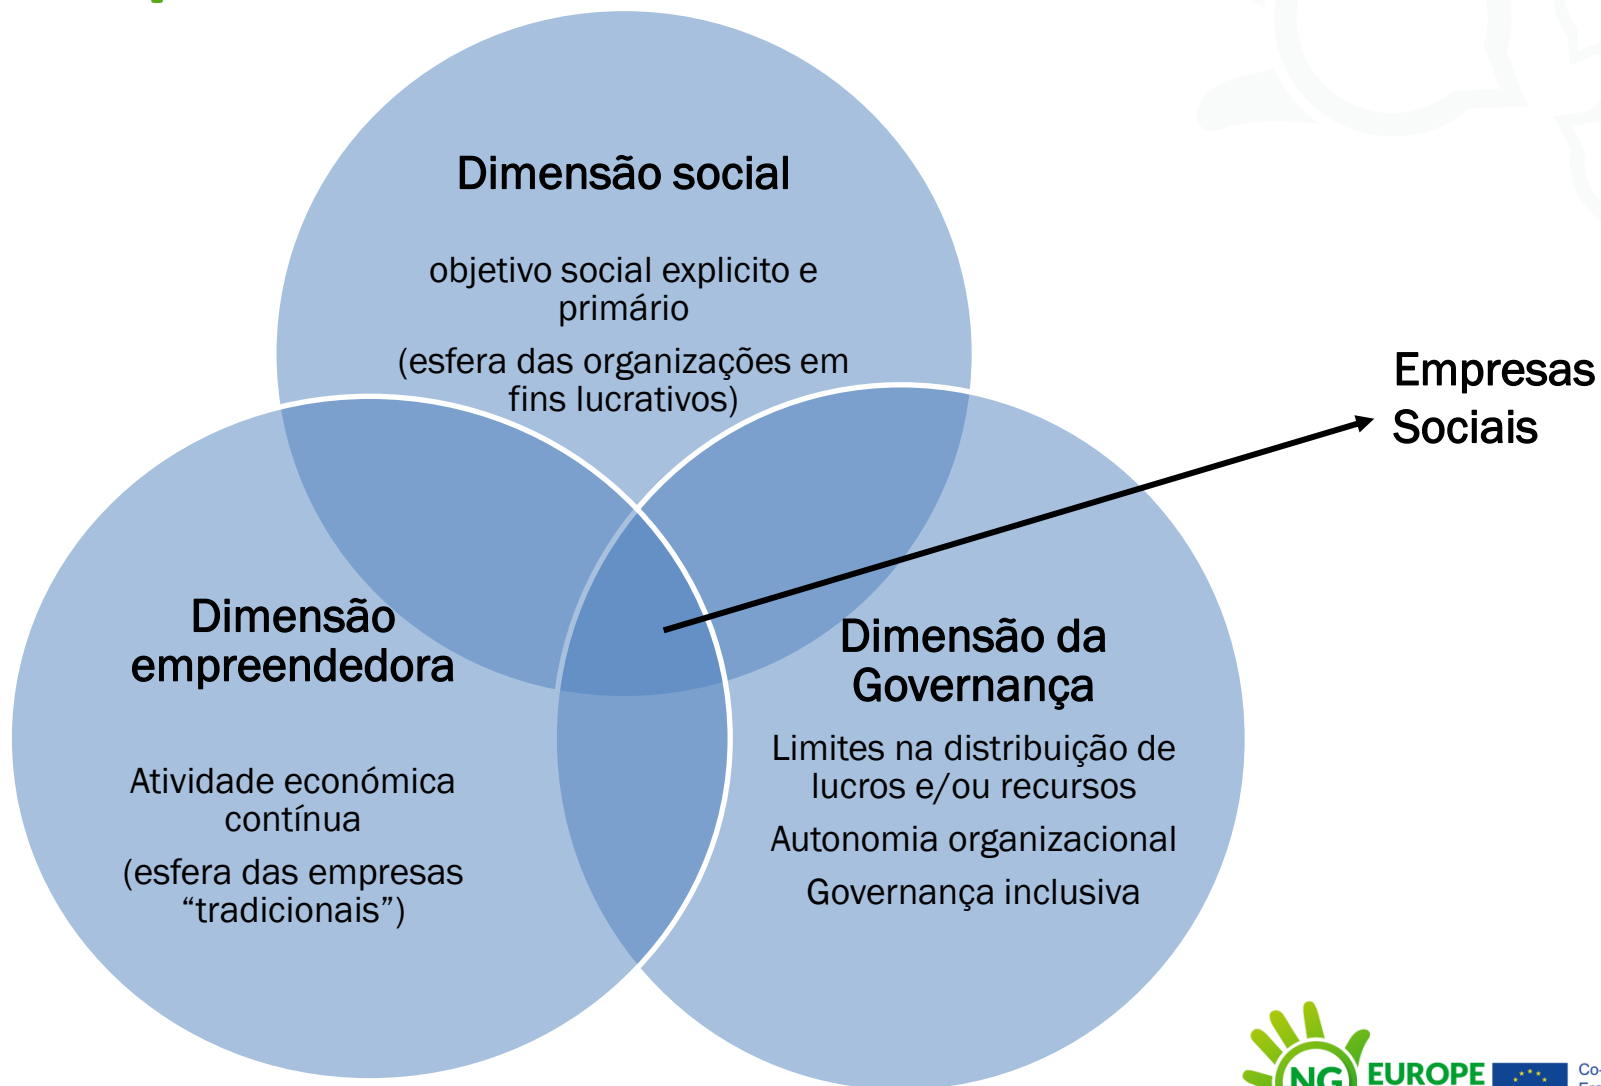 Dimensão social
objetivo social explicito e
primário
(esfera das organizações em
fins lucrativos)
Empresas
Sociais
Dimensão
empreendedora
Atividade económica
contínua
(esfera das empresas
“tradicionais”)
Dimensão da
Governança
Limites na distribuição de
lucros e/ou recursos
Autonomia organizacional
Governança inclusiva
NG
EUROPE
Co-